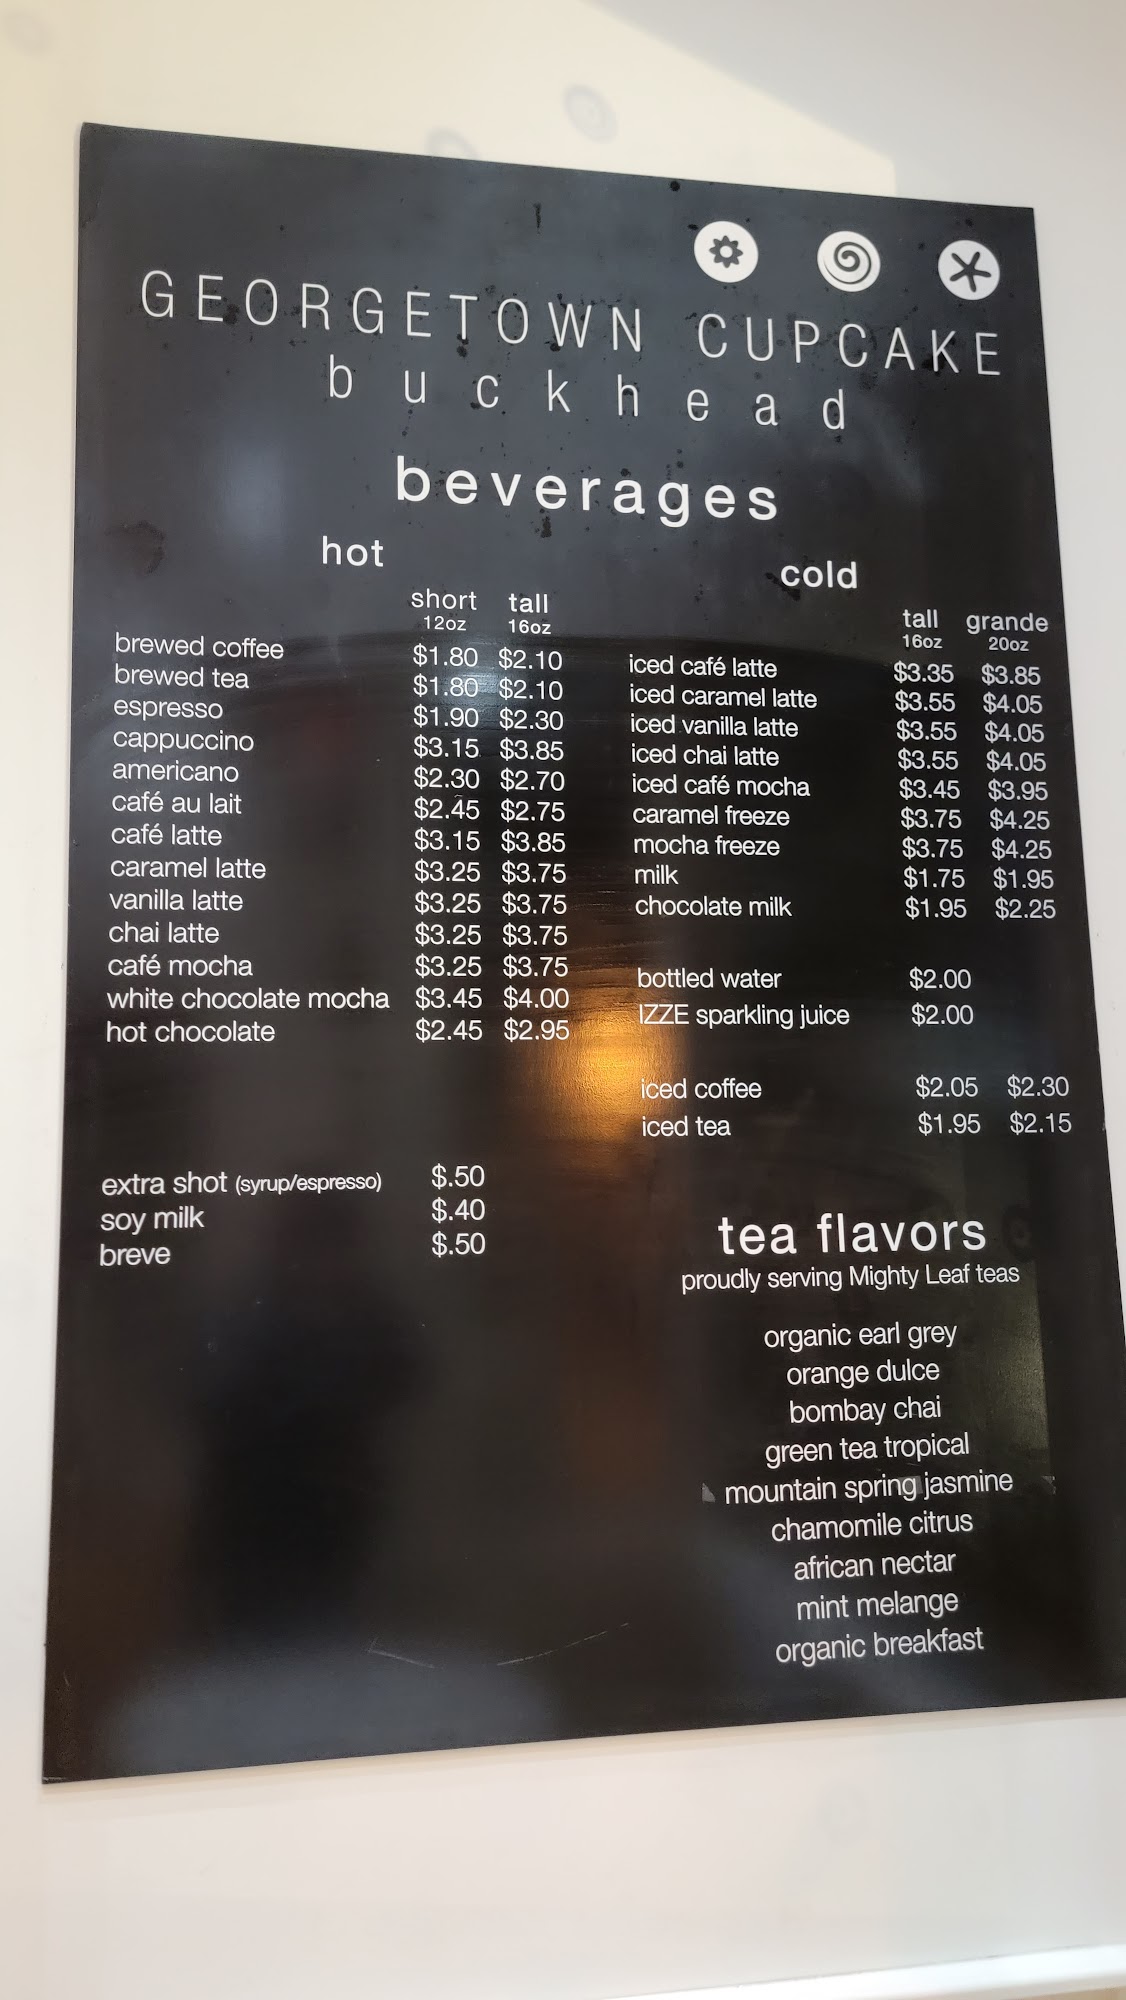 GEORGETOWN CUPCAKE
buckhead
beverages
hot
short tall
12oz 16oz
brewed coffee $1.80 $2.10
brewed tea $1.80 $2.10
espresso $1.90 $2.30
cappuccino $3.15 $3.85
americano $2.30 $2.70
café au lait $2.45 $2.75
café latte $3.15 $3.85
caramel latte $3.25 $3.75
vanilla latte $3.25 $3.75
chai latte $3.25 $3.75
café mocha $3.25 $3.75
white chocolate mocha $3.45 $4.00
hot chocolate $2.45 $2.95
extra shot (syrup/espresso) $.50
soy milk $.40
breve $.50
cold
tall grande
16oz 20oz
iced café latte $3.35 $3.85
iced caramel latte $3.55 $4.05
iced vanilla latte $3.55 $4.05
iced chai latte $3.55 $4.05
iced café mocha $3.45 $3.95
caramel freeze $3.75 $4.25
mocha freeze $3.75 $4.25
milk $1.75 $1.95
chocolate milk $1.95 $2.25
bottled water $2.00
IZZE sparkling juice $2.00
iced coffee $2.05 $2.30
iced tea $1.95 $2.15
tea flavors
proudly serving Mighty Leaf teas
organic earl grey
orange dulce
bombay chai
green tea tropical
mountain spring jasmine
chamomile citrus
african nectar
mint melange
organic breakfast